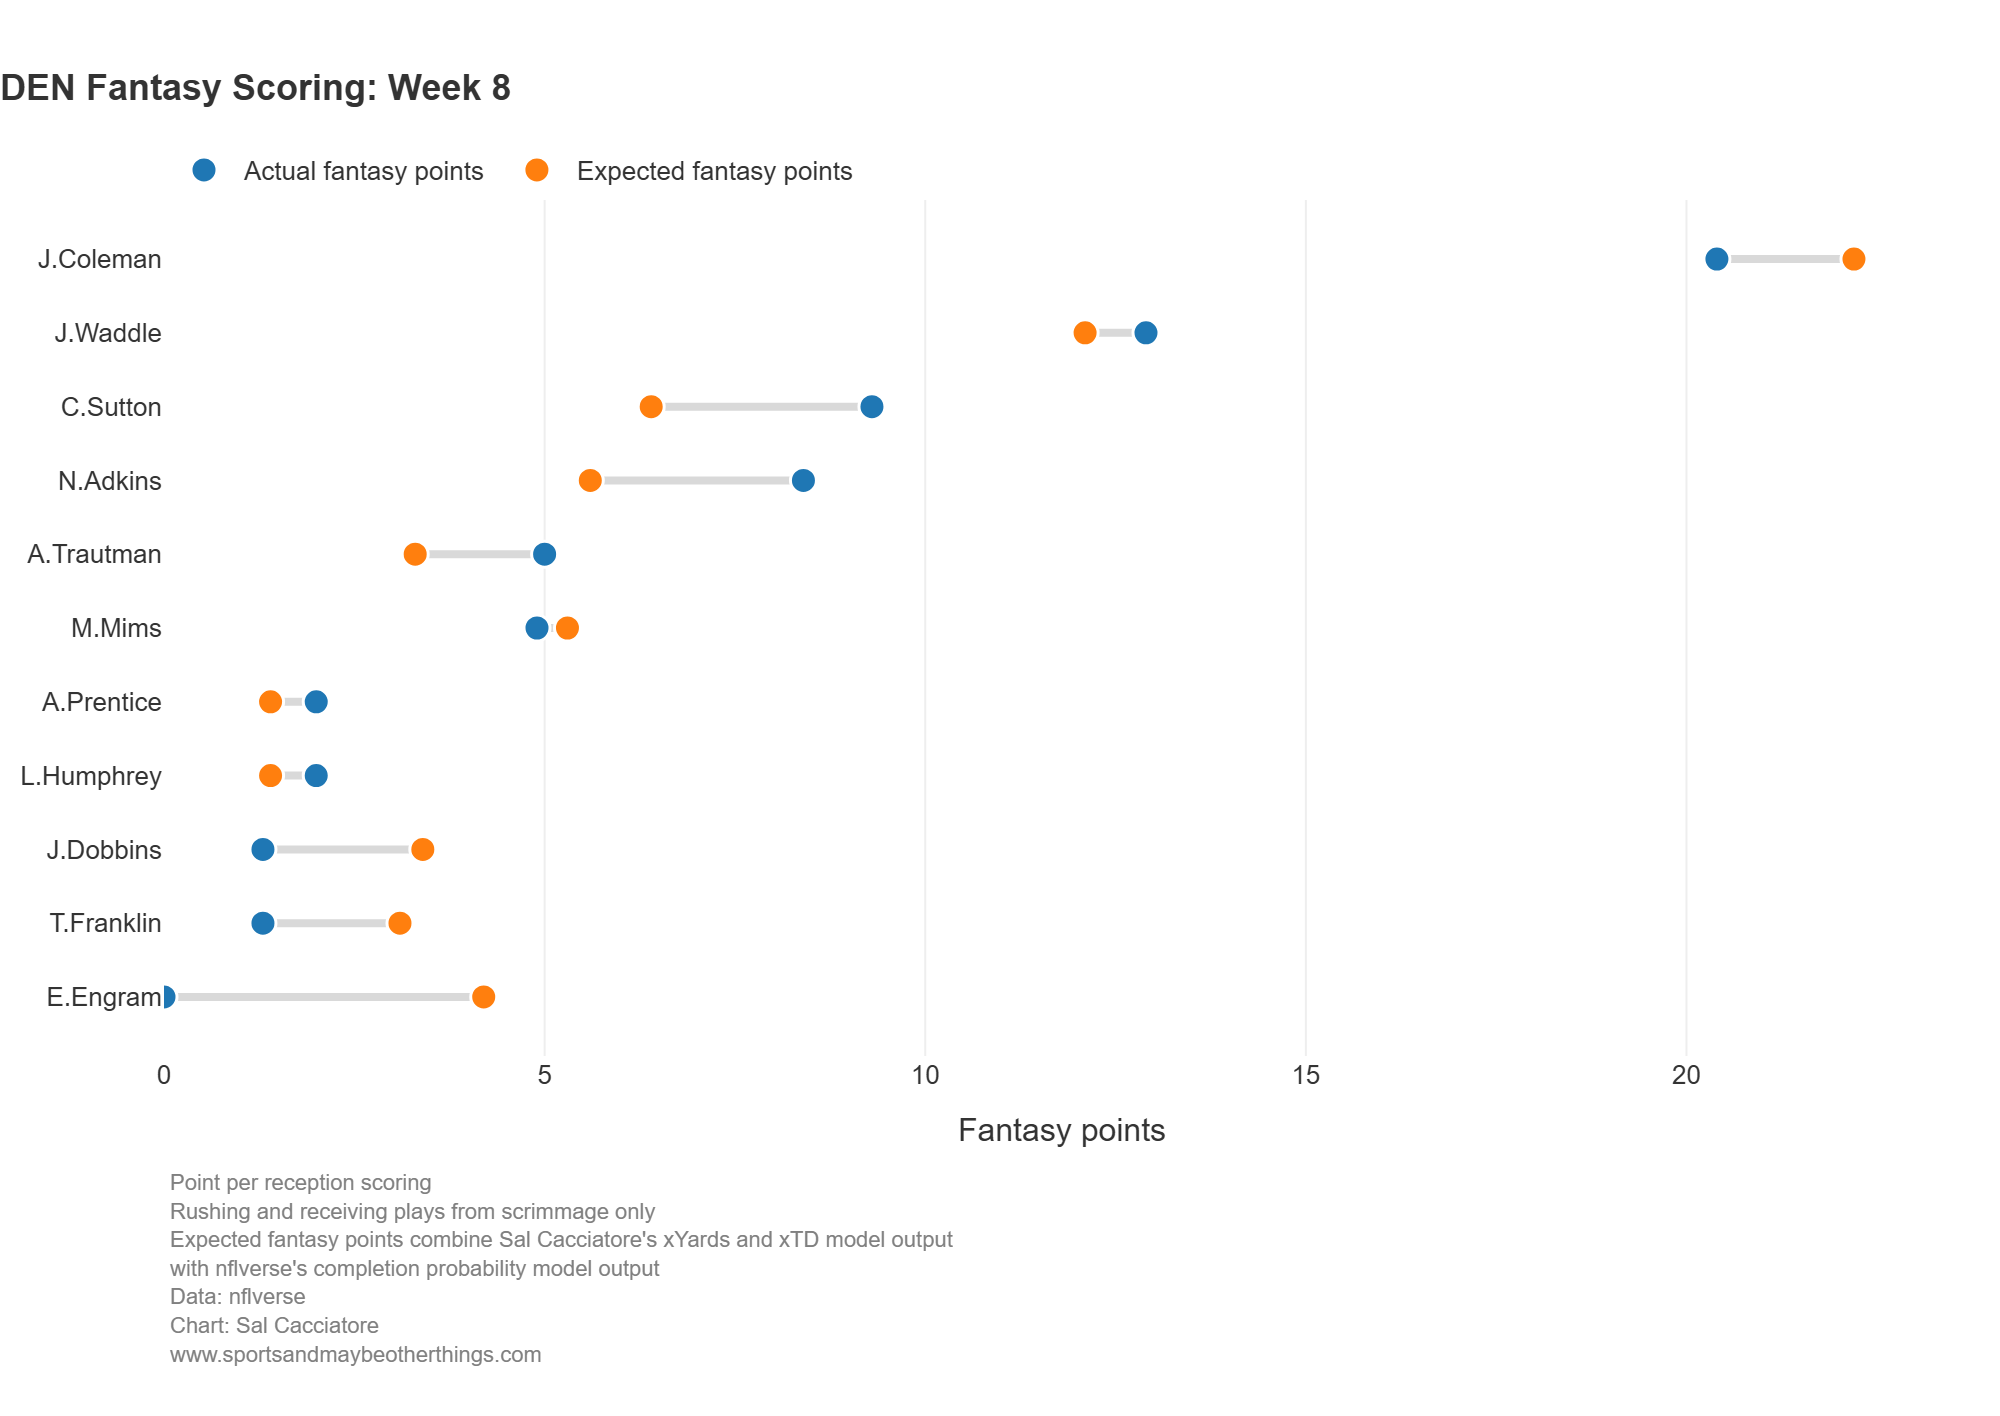 DEN Fantasy Scoring: Week 8
Actual fantasy points
Expected fantasy points
J.Coleman
J.Waddle
C.Sutton
N.Adkins
A.Trautman
M.Mims
A.Prentice
L.Humphrey
J.Dobbins
T.Franklin
E.Engram
0 5 10 15 20
Fantasy points
Point per reception scoring
Rushing and receiving plays from scrimmage only
Expected fantasy points combine Sal Cacciatore's xYards and xTD model output
with nflverse's completion probability model output
Data: nflverse
Chart: Sal Cacciatore
www.sportsandmaybeotherthings.com